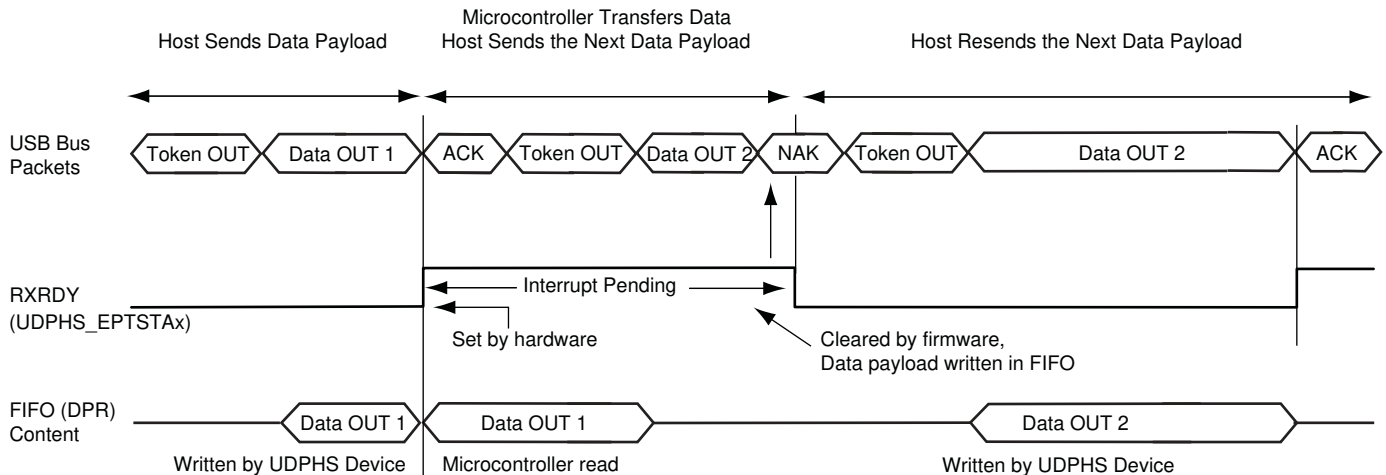 Host Sends Data Payload
Microcontroller Transfers Data
Host Sends the Next Data Payload
Host Resends the Next Data Payload
USB Bus
Packets
Token OUT
Data OUT 1
ACK
Token OUT
Data OUT 2
NAK
Token OUT
Data OUT 2
ACK
RXRDY
(UDPHS_EPTSTAx)
Interrupt Pending
Set by hardware
Cleared by firmware,
Data payload written in FIFO
FIFO (DPR)
Content
Data OUT 1
Data OUT 1
Data OUT 2
Written by UDPHS Device
Microcontroller read
Written by UDPHS Device